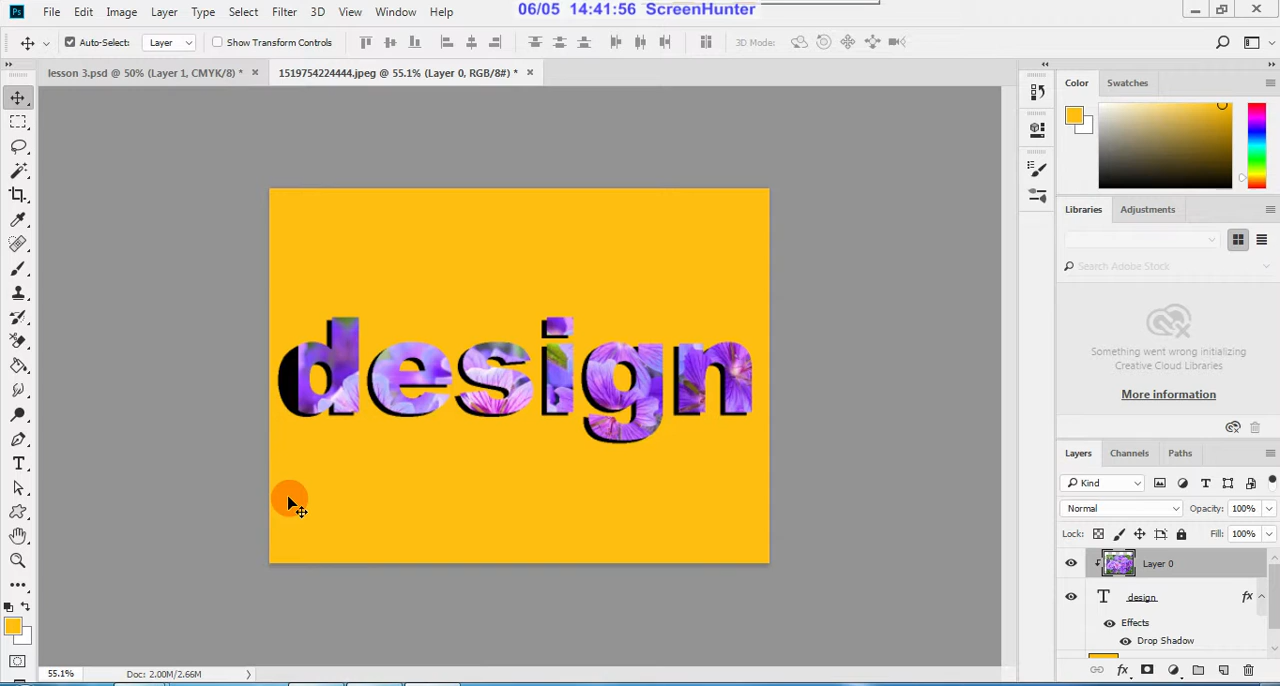 06/05 14:41:56 ScreenHunter
Ps File Edit Image Layer Type Select Filter 3D View Window Help
Auto-Select: Layer Show Transform Controls 3D Mode:
lesson 3.psd @ 50% (Layer 1, CMYK/8) * 1519754224444.jpeg @ 55.1% (Layer 0, RGB/8#) *
Color Swatches
Libraries Adjustments
Search Adobe Stock
Something went wrong initializing
Creative Cloud Libraries
More information
design
Layers Channels Paths
Kind
Normal Opacity: 100%
Lock: Fill: 100%
Layer 0
T design fx
Effects
Drop Shadow
55.1% Doc: 2.00M/2.66M
fx